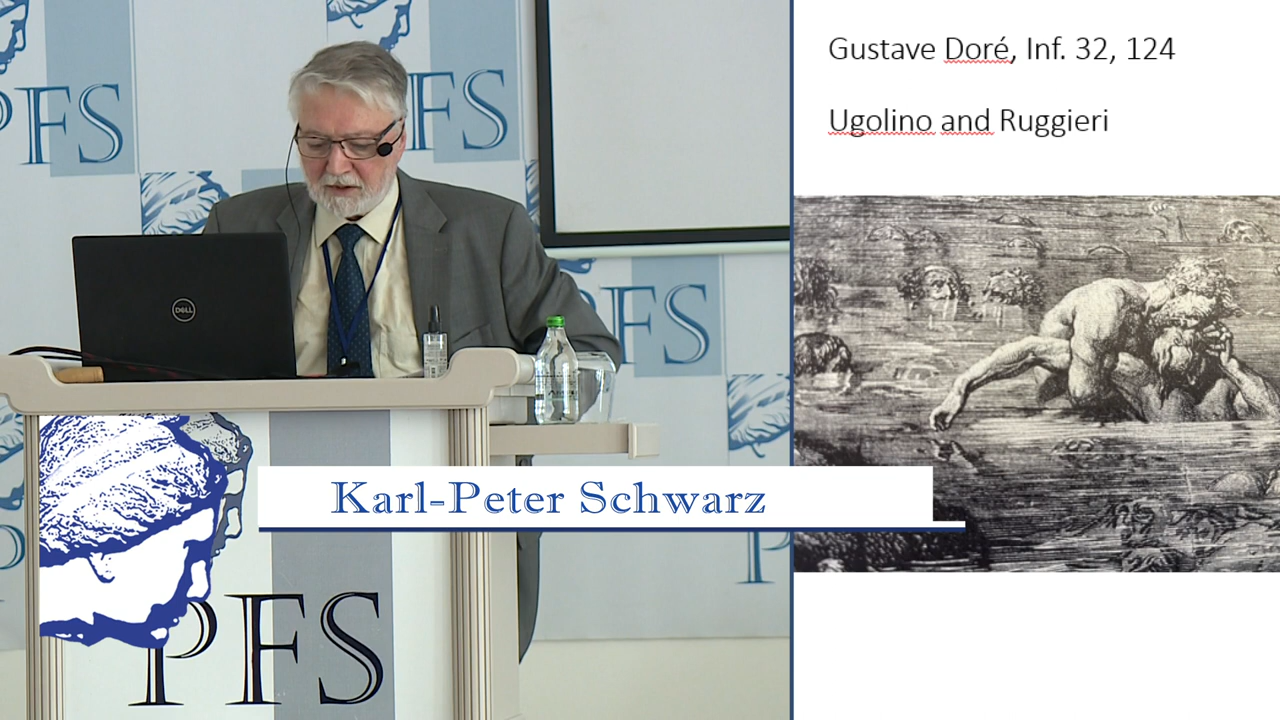 PFS
PFS
PFS
DELL
Karl-Peter Schwarz
PFS
P
P
Gustave Doré, Inf. 32, 124
Ugolino and Ruggieri